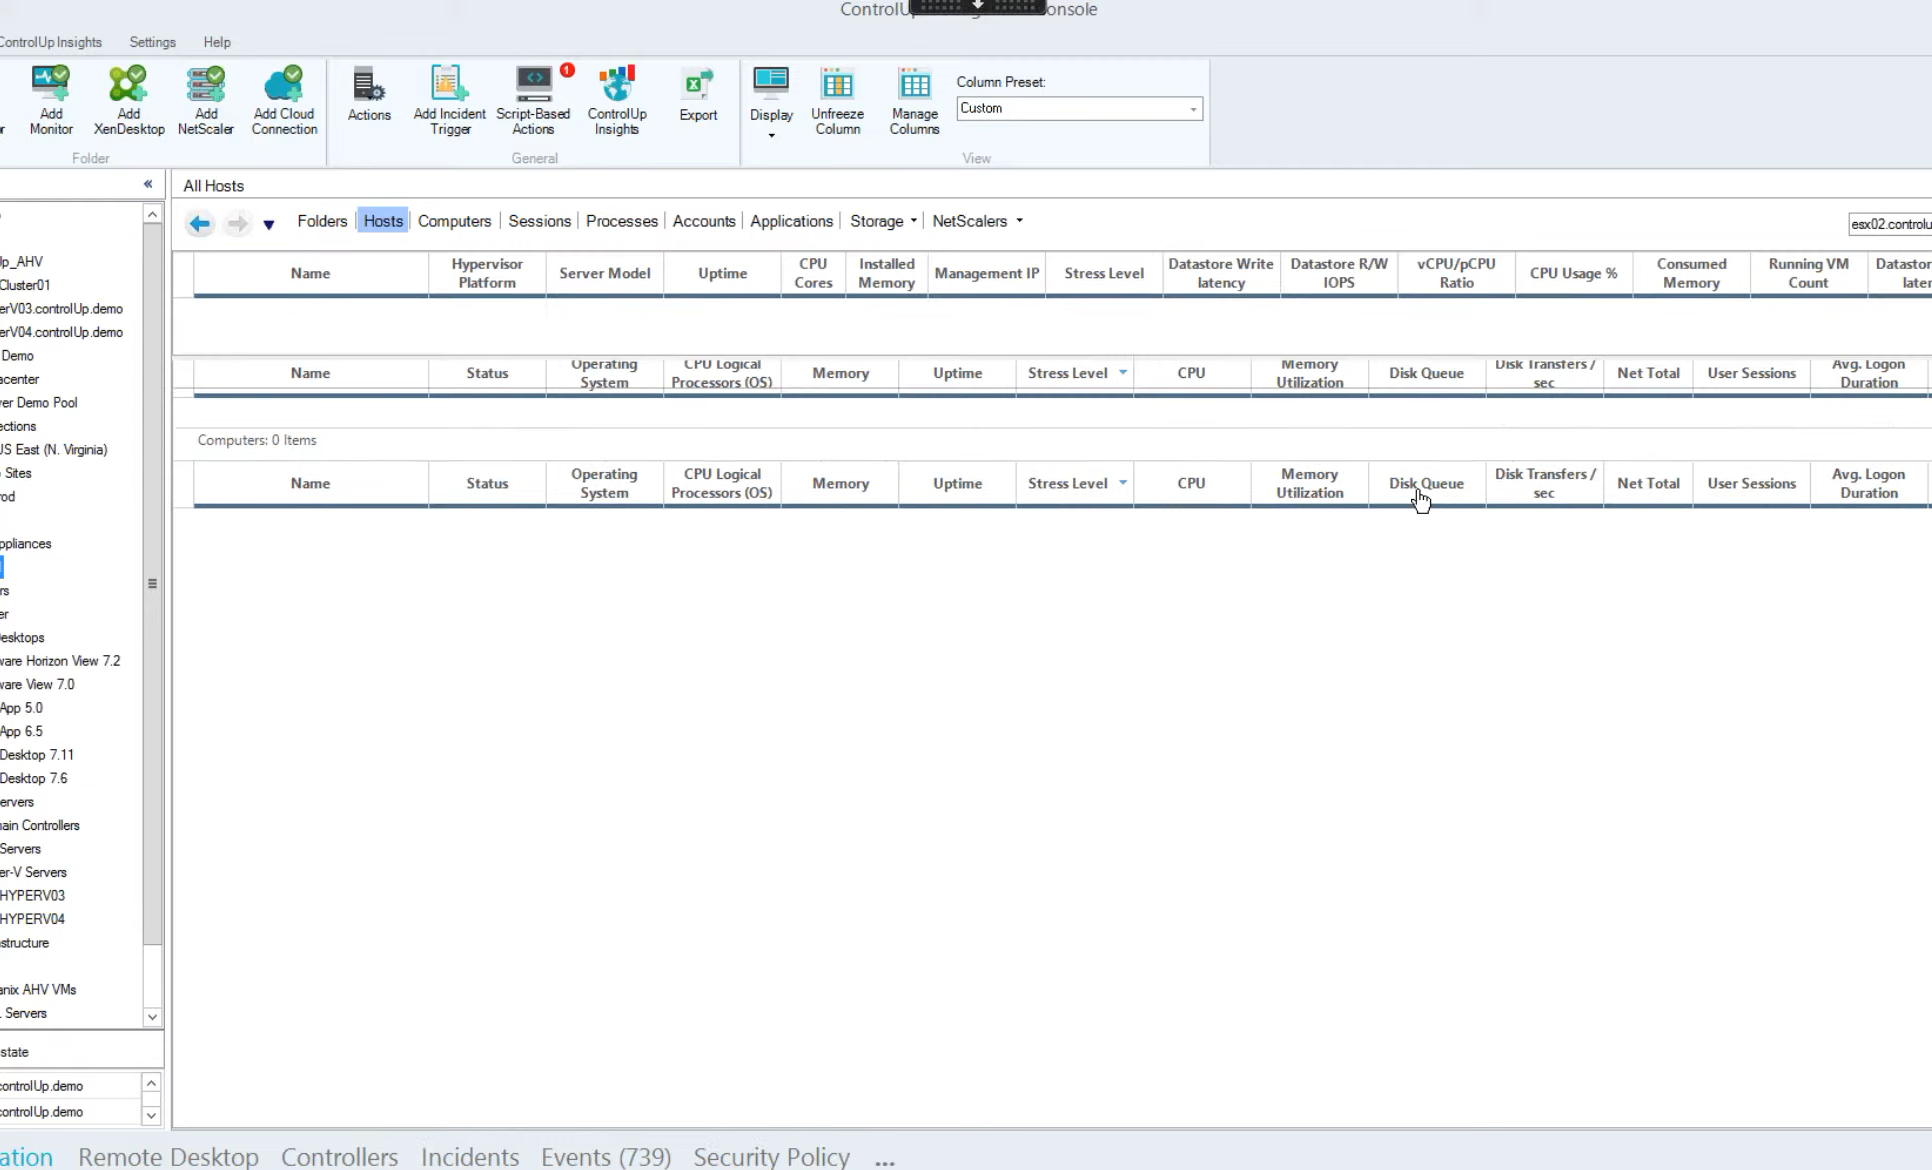 ControlUp
onsole
ControlUp Insights Settings Help
Add Monitor
Add XenDesktop
Add NetScaler
Add Cloud Connection
Folder
Actions
Add Incident Trigger
Script-Based Actions
1
ControlUp Insights
Export
General
Display
Unfreeze Column
Manage Columns
Column Preset:
Custom
View
«
All Hosts
Folders Hosts Computers Sessions Processes Accounts Applications Storage NetScalers
esx02.controlu
Name
Hypervisor Platform
Server Model
Uptime
CPU Cores
Installed Memory
Management IP
Stress Level
Datastore Write latency
Datastore R/W IOPS
vCPU/pCPU Ratio
CPU Usage %
Consumed Memory
Running VM Count
Datastor
later
Name
Status
Operating System
CPU Logical Processors (OS)
Memory
Uptime
Stress Level
CPU
Memory Utilization
Disk Queue
Disk Transfers / sec
Net Total
User Sessions
Avg. Logon Duration
Computers: 0 Items
Name
Status
Operating System
CPU Logical Processors (OS)
Memory
Uptime
Stress Level
CPU
Memory Utilization
Disk Queue
Disk Transfers / sec
Net Total
User Sessions
Avg. Logon Duration
Up_AHV
Cluster01
erV03.controlUp.demo
erV04.controlUp.demo
Demo
acenter
ver Demo Pool
ections
US East (N. Virginia)
Sites
rod
ppliances
rs
er
esktops
ware Horizon View 7.2
ware View 7.0
App 5.0
App 6.5
Desktop 7.11
Desktop 7.6
ervers
ain Controllers
Servers
er-V Servers
HYPERV03
HYPERV04
structure
anix AHV VMs
Servers
state
controlUp.demo
controlUp.demo
ation Remote Desktop Controllers Incidents Events (739) Security Policy ...